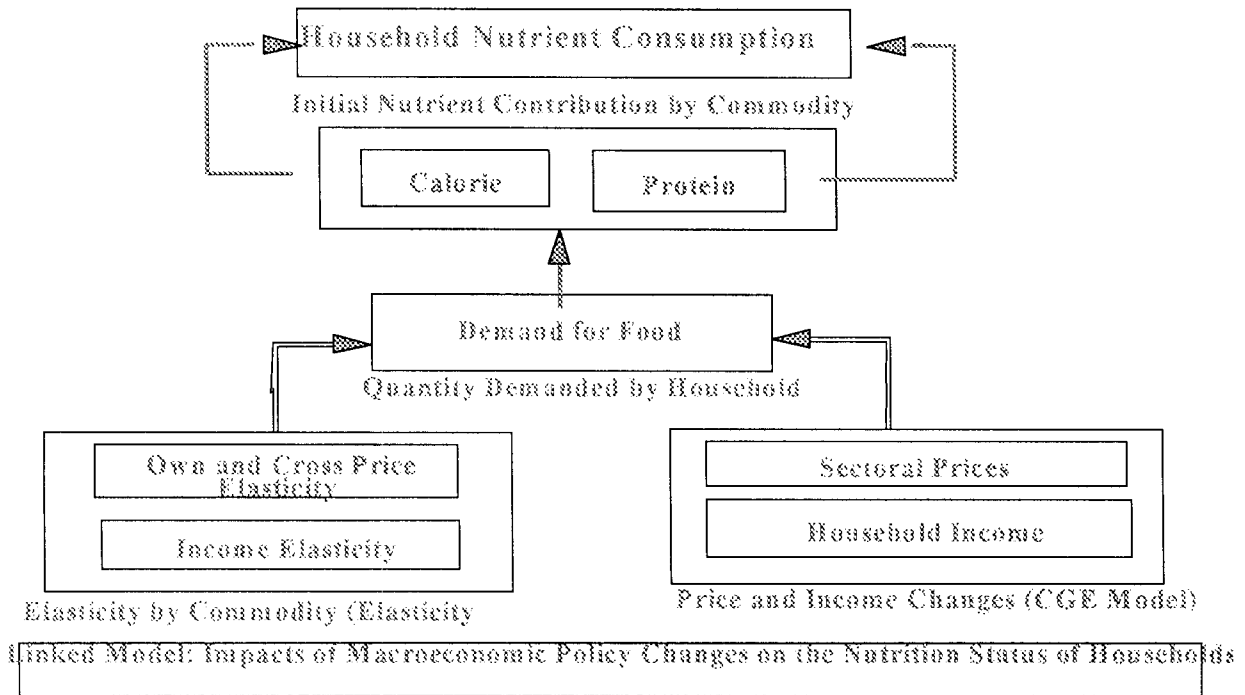 Household Nutrient Consumption
Initial Nutrient Contribution by Commodity
Calorie
Protein
Demand for Food
Quantity Demanded by Household
Own and Cross Price
Elasticity
Income Elasticity
Sectoral Prices
Household Income
Elasticity by Commodity (Elasticity
Price and Income Changes (CGE Model)
Linked Model: Impacts of Macroeconomic Policy Changes on the Nutrition Status of Households